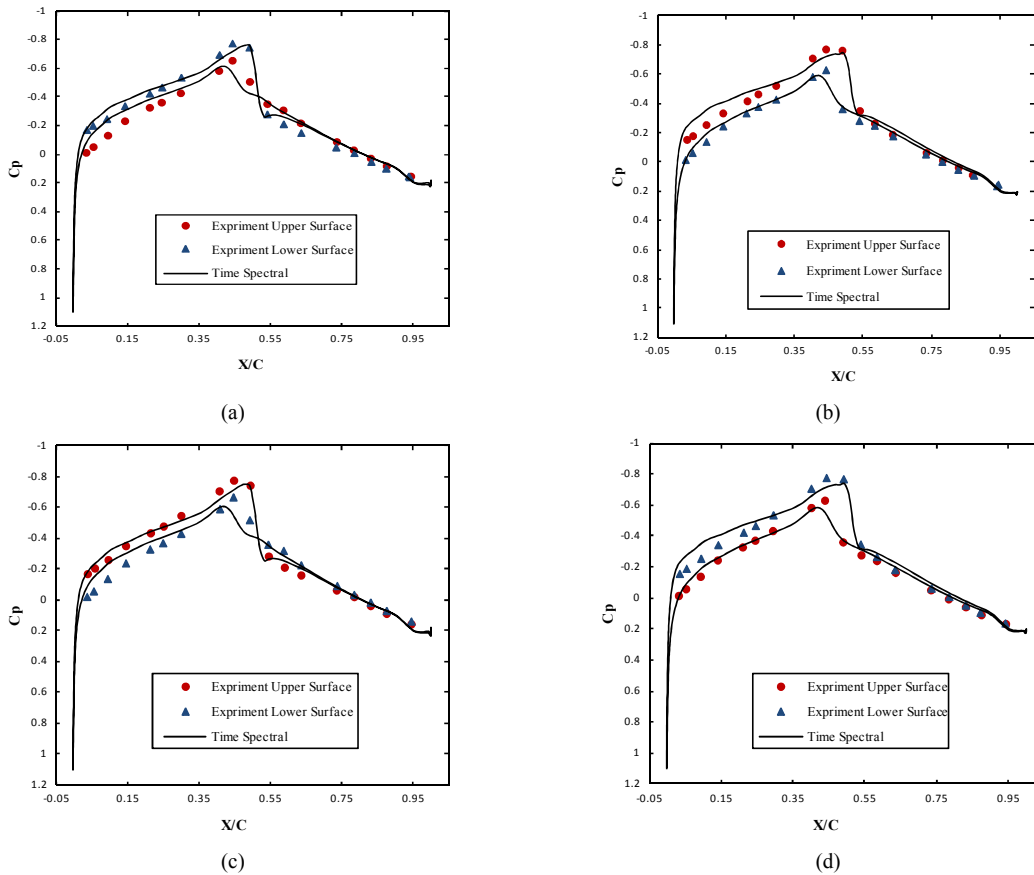 -1
-0.8
-0.6
-0.4
-0.2
0
0.2
0.4
0.6
0.8
1
1.2
Cp
-0.05 0.15 0.35 0.55 0.75 0.95
X/C
Expriment Upper Surface
Expriment Lower Surface
Time Spectral
(a)
-1
-0.8
-0.6
-0.4
-0.2
0
0.2
0.4
0.6
0.8
1
1.2
Cp
-0.05 0.15 0.35 0.55 0.75 0.95
X/C
Expriment Upper Surface
Expriment Lower Surface
Time Spectral
(b)
-1
-0.8
-0.6
-0.4
-0.2
0
0.2
0.4
0.6
0.8
1
1.2
Cp
-0.05 0.15 0.35 0.55 0.75 0.95
X/C
Expriment Upper Surface
Expriment Lower Surface
Time Spectral
(c)
-1
-0.8
-0.6
-0.4
-0.2
0
0.2
0.4
0.6
0.8
1
1.2
Cp
-0.05 0.15 0.35 0.55 0.75 0.95
X/C
Expriment Upper Surface
Expriment Lower Surface
Time Spectral
(d)